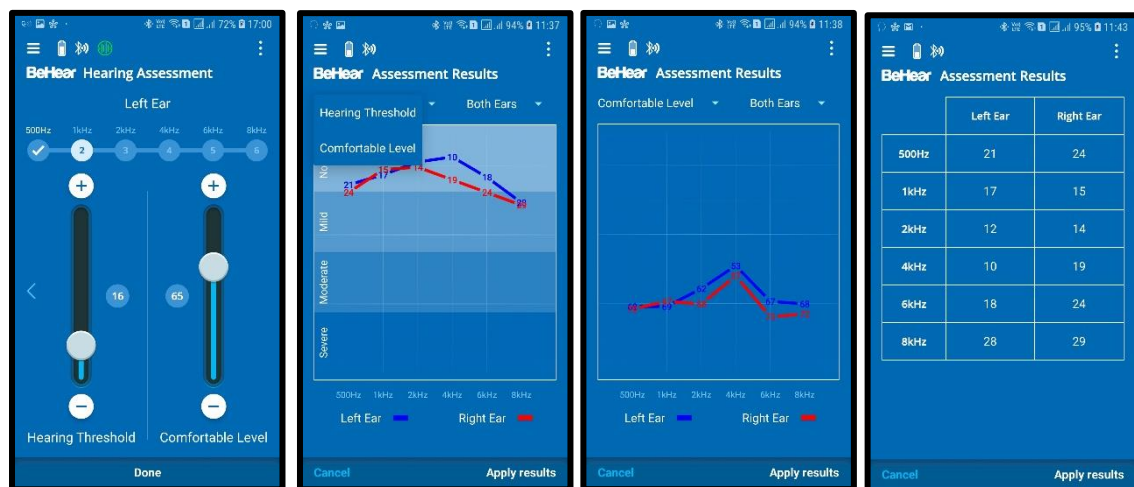 72% 17:00
BeHear Hearing Assessment
Left Ear
500Hz 1kHz 2kHz 4kHz 6kHz 8kHz
2 3 4 5 6
+ +
16 65
- -
Hearing Threshold Comfortable Level
Done
94% 11:37
BeHear Assessment Results
Both Ears
Hearing Threshold
Comfortable Level
No
10
21 17 15 14 19 18
24 24
Mild
Moderate
Severe
500Hz 1kHz 2kHz 4kHz 6kHz 8kHz
Left Ear Right Ear
Cancel Apply results
94% 11:38
BeHear Assessment Results
Comfortable Level Both Ears
53
62
69 67 68
500Hz 1kHz 2kHz 4kHz 6kHz 8kHz
Left Ear Right Ear
Cancel Apply results
95% 11:43
BeHear Assessment Results
Left Ear Right Ear
500Hz 21 24
1kHz 17 15
2kHz 12 14
4kHz 10 19
6kHz 18 24
8kHz 28 29
Cancel Apply results